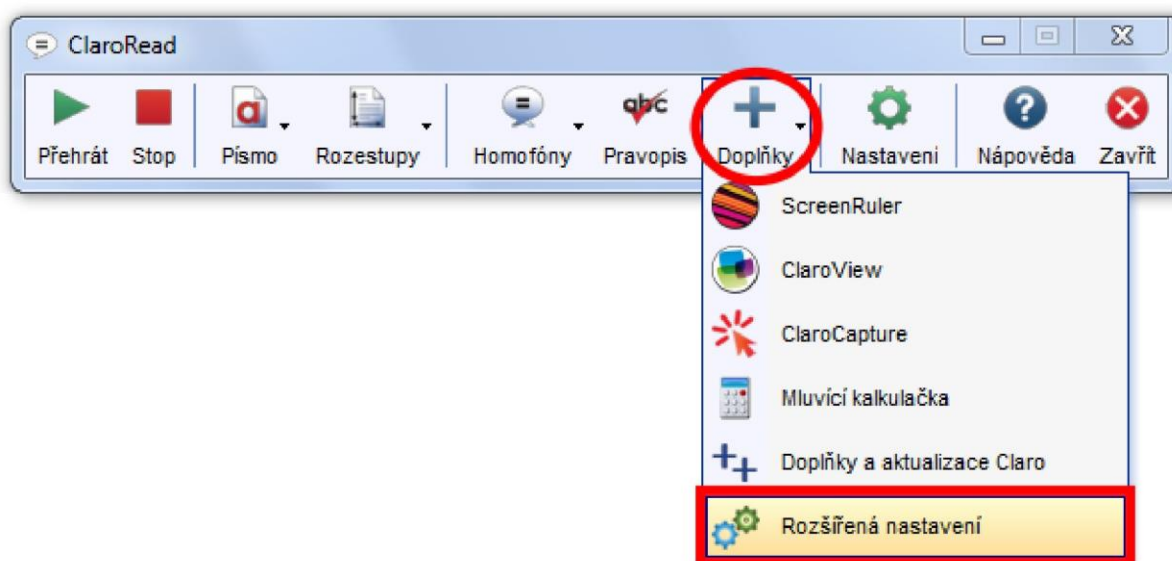 ClaroRead
Přehrát Stop Písmo Rozestupy Homofóny Pravopis Doplňky Nastaveni Nápověda Zavřít
ScreenRuler
ClaroView
ClaroCapture
Mluvící kalkulačka
Doplňky a aktualizace Claro
Rozšířená nastavení